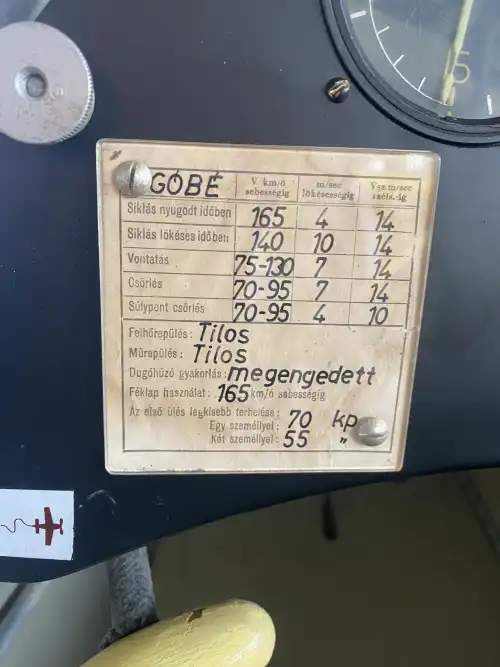 15
GÓBÉ V km/ó sebességig m/sec lökésességig Vsz m/sec széls.-ig
Siklás nyugodt időben 165 4 14
Siklás lökéses időben 140 10 14
Vontatás 75-130 7 14
Csörlés 70-95 7 14
Súlypont csörlés 70-95 4 10
Felhőrepülés: Tilos
Műrepülés: Tilos
Dugóhúzó gyakorlás: megengedett
Féklap használat: 165 km/ó sebességig
Az első ülés legkisebb terhelése:
Egy személlyel: 70 kp
Két személlyel: 55 "